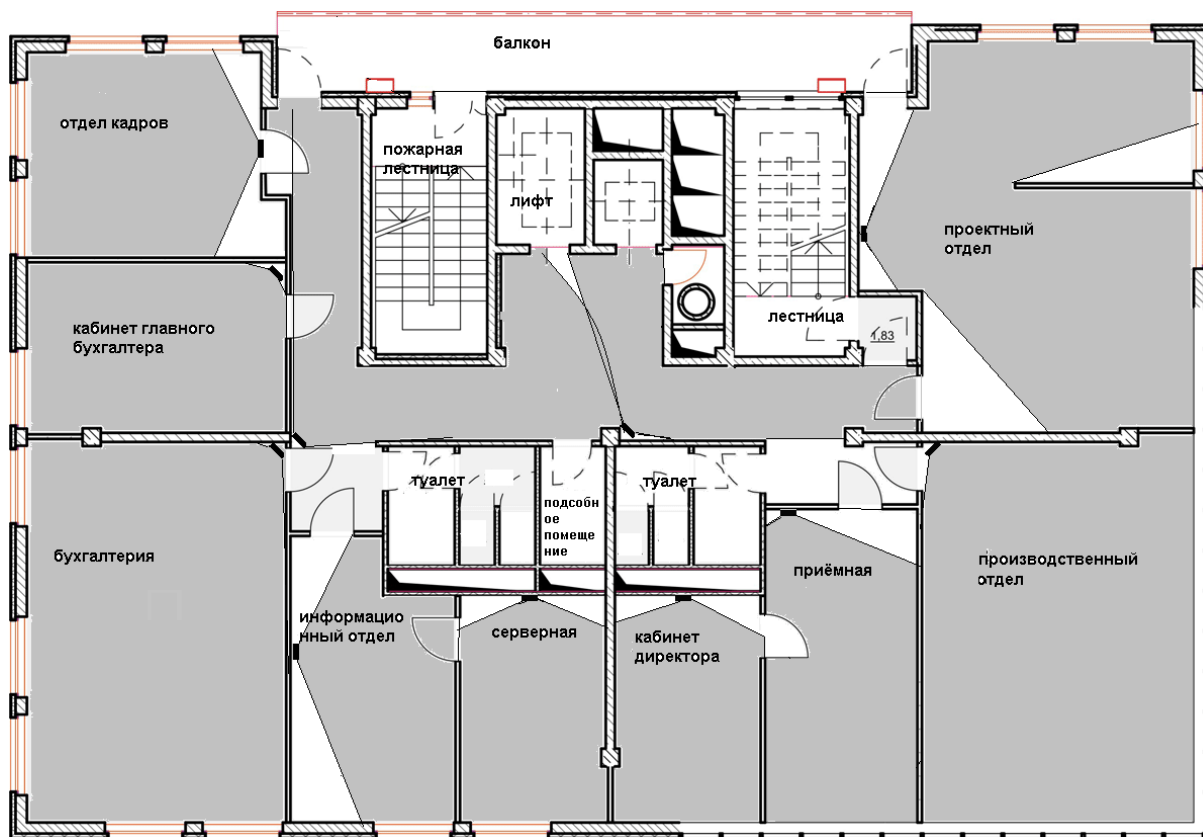 балкон
отдел кадров
пожарная
лестница
лифт
проектный
отдел
кабинет главного
бухгалтера
лестница
1,83
туалет
туалет
подсобн
ое
помеще
ние
бухгалтерия
приёмная
производственный
отдел
информацио
нный отдел
серверная
кабинет
директора